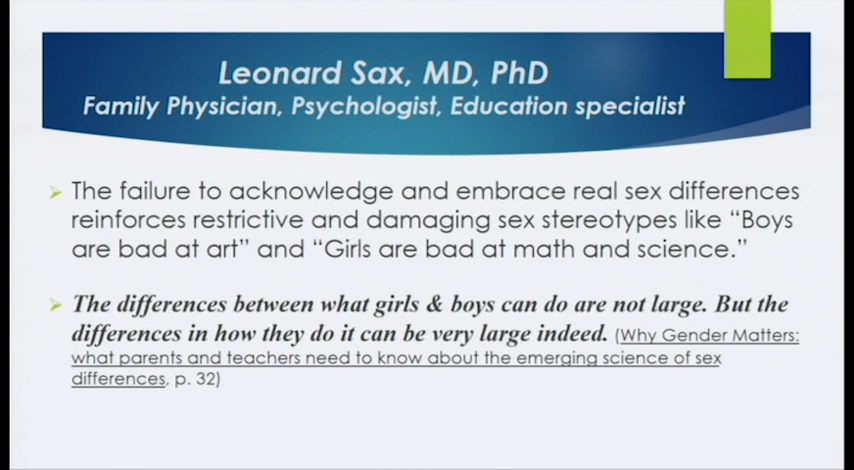 Leonard Sax, MD, PhD
Family Physician, Psychologist, Education specialist
The failure to acknowledge and embrace real sex differences
reinforces restrictive and damaging sex stereotypes like “Boys
are bad at art” and “Girls are bad at math and science.”
The differences between what girls & boys can do are not large. But the
differences in how they do it can be very large indeed. (Why Gender Matters:
what parents and teachers need to know about the emerging science of sex
differences, p. 32)